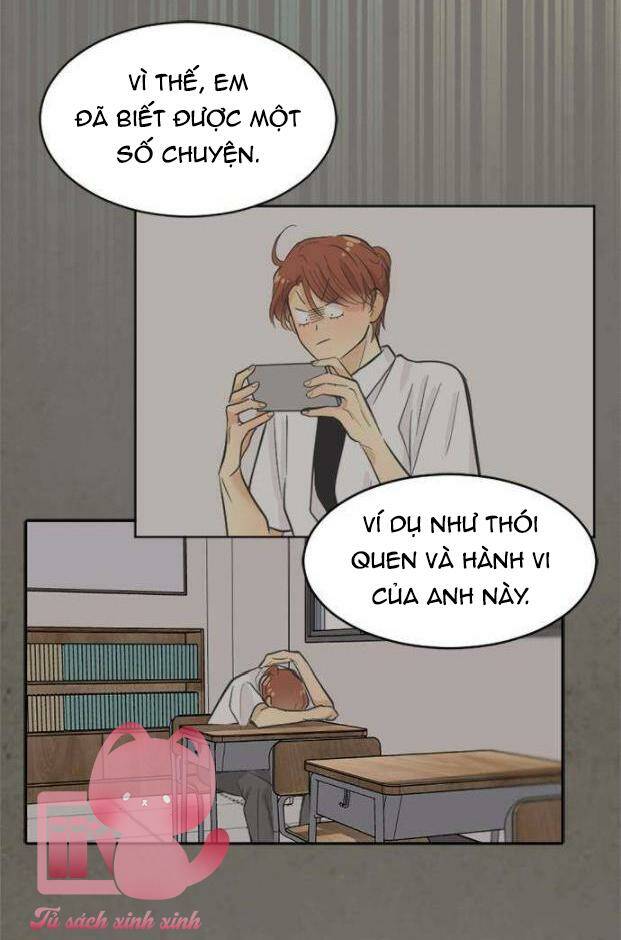 VÌ THẾ, EM
ĐÃ BIẾT ĐƯỢC MỘT
SỐ CHUYỆN.
VÍ DỤ NHƯ THÓI
QUEN VÀ HÀNH VI
CỦA ANH NÀY.
Tủ sách xinh xinh